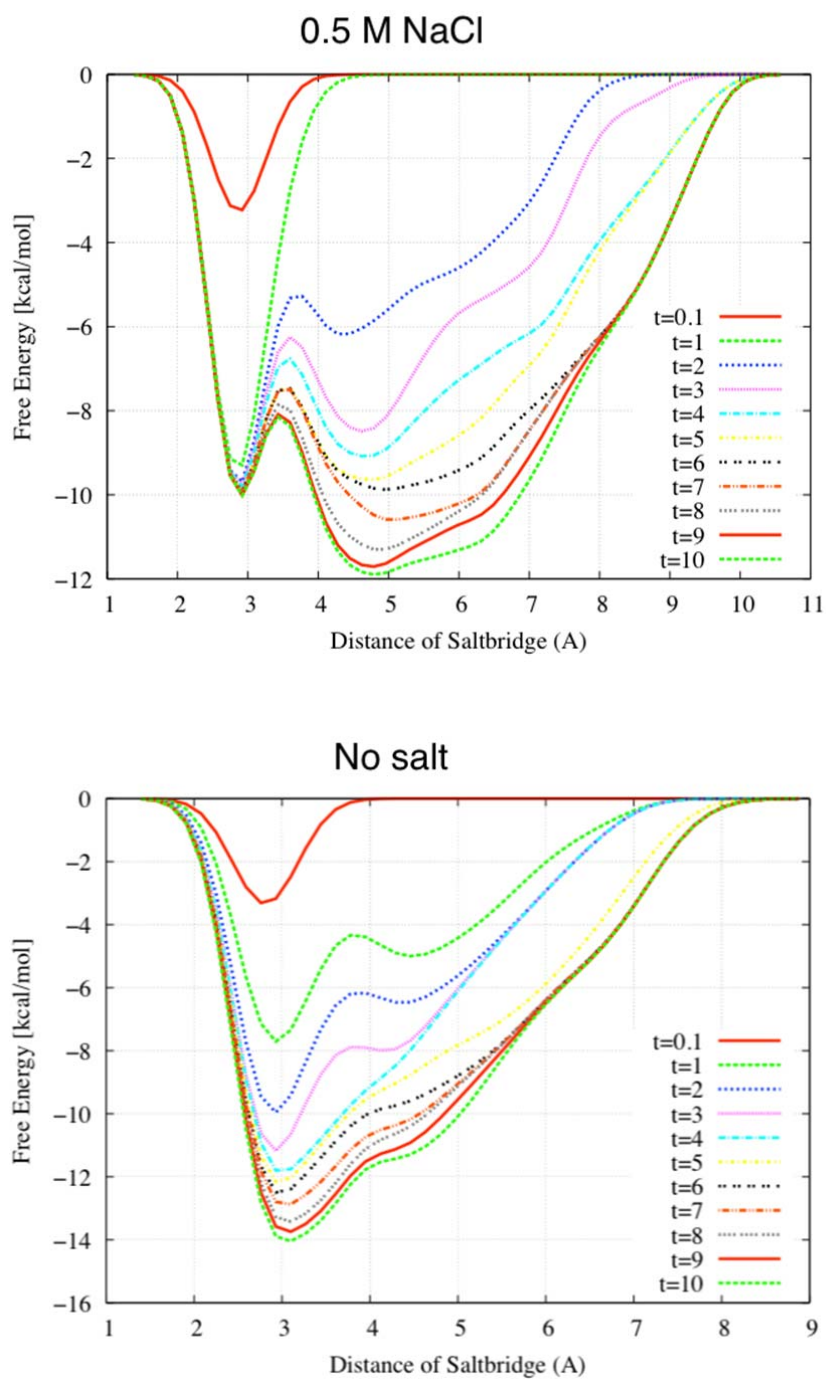 0.5 M NaCl
0
−2
−4
−6
−8
−10
−12
Free Energy [kcal/mol]
t=0.1
t=1
t=2
t=3
t=4
t=5
t=6
t=7
t=8
t=9
t=10
1 2 3 4 5 6 7 8 9 10 11
Distance of Saltbridge (A)
No salt
0
−2
−4
−6
−8
−10
−12
−14
−16
Free Energy [kcal/mol]
t=0.1
t=1
t=2
t=3
t=4
t=5
t=6
t=7
t=8
t=9
t=10
1 2 3 4 5 6 7 8 9
Distance of Saltbridge (A)